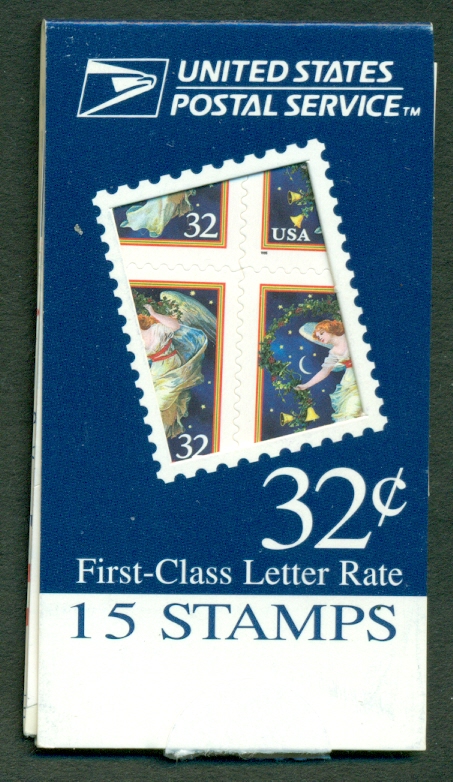 UNITED STATES
POSTAL SERVICE™
32
USA
32
32¢
First-Class Letter Rate
15 STAMPS